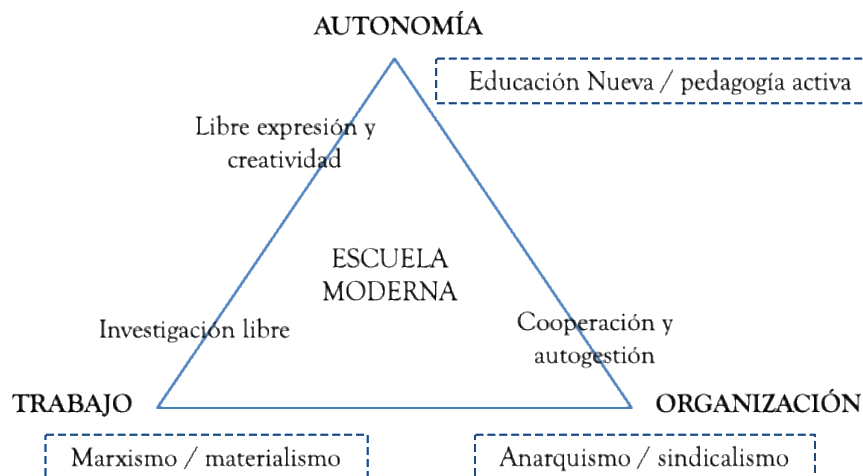 AUTONOMÍA
Educación Nueva / pedagogía activa
Libre expresión y
creatividad
ESCUELA
MODERNA
Investigación libre
Cooperación y
autogestión
TRABAJO
ORGANIZACIÓN
Marxismo / materialismo
Anarquismo / sindicalismo